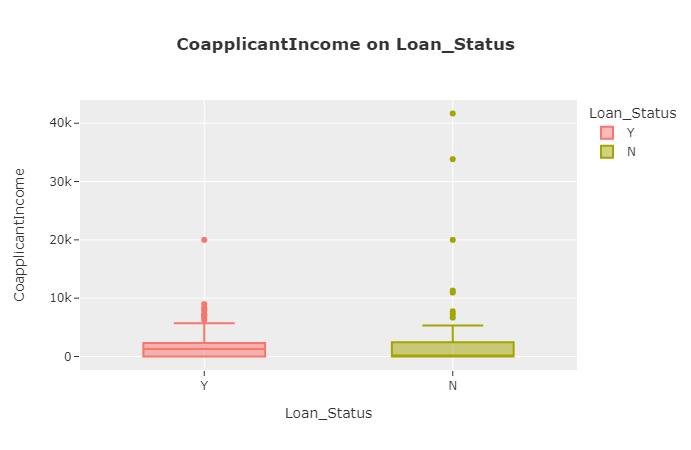 CoapplicantIncome on Loan_Status
Loan_Status
Y
N
40k
30k
20k
10k
0
CoapplicantIncome
Y
N
Loan_Status